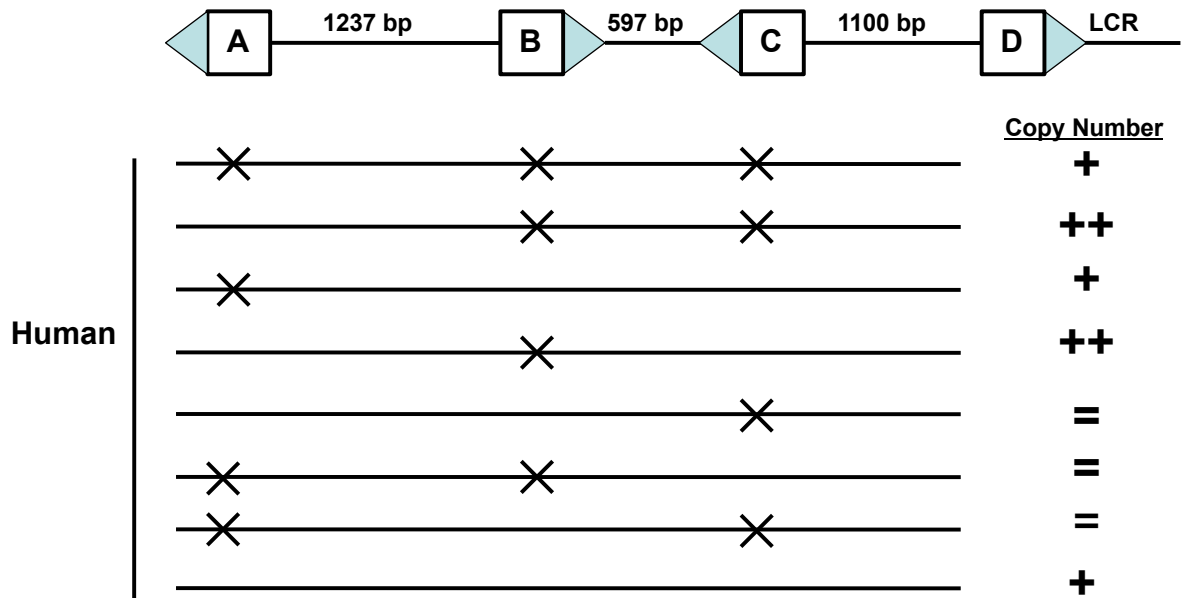 A 1237 bp B 597 bp C 1100 bp D LCR
Copy Number
+
++
+
Human
++
=
=
=
+